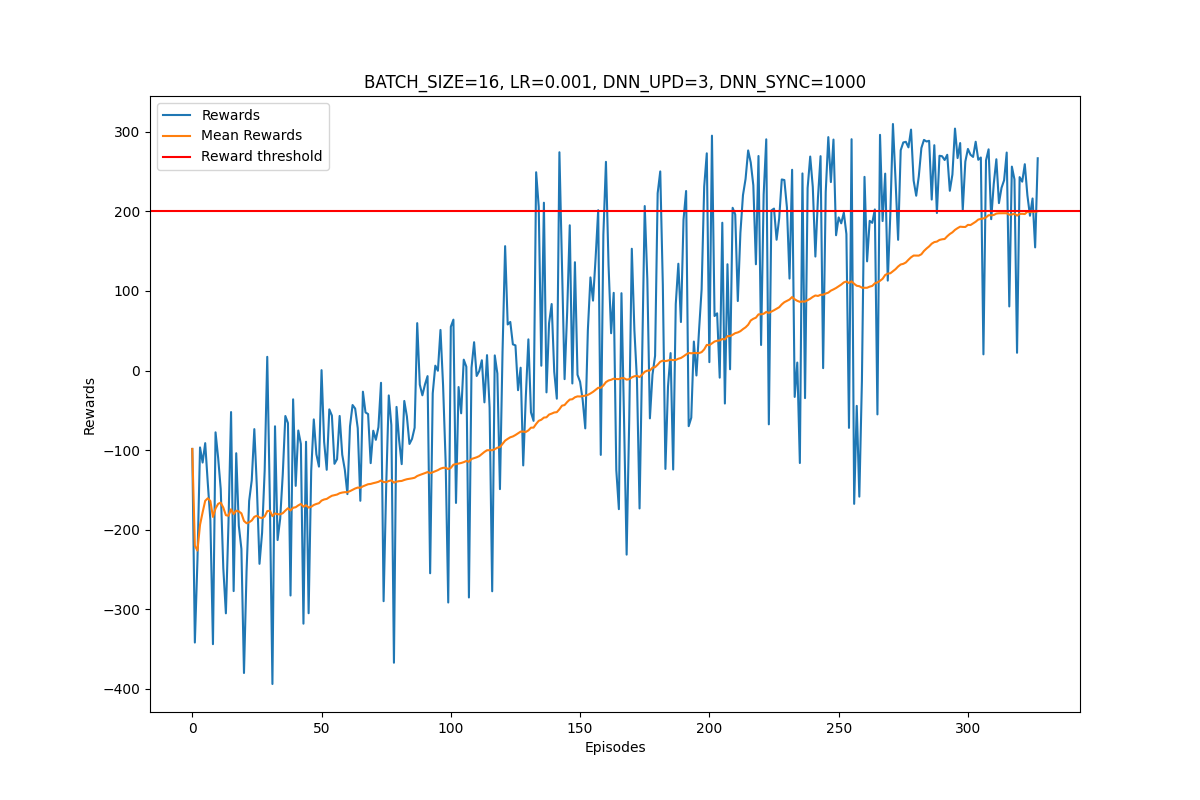 BATCH_SIZE=16, LR=0.001, DNN_UPD=3, DNN_SYNC=1000
Rewards
Mean Rewards
Reward threshold
300
200
100
0
−100
−200
−300
−400
Rewards
0 50 100 150 200 250 300
Episodes